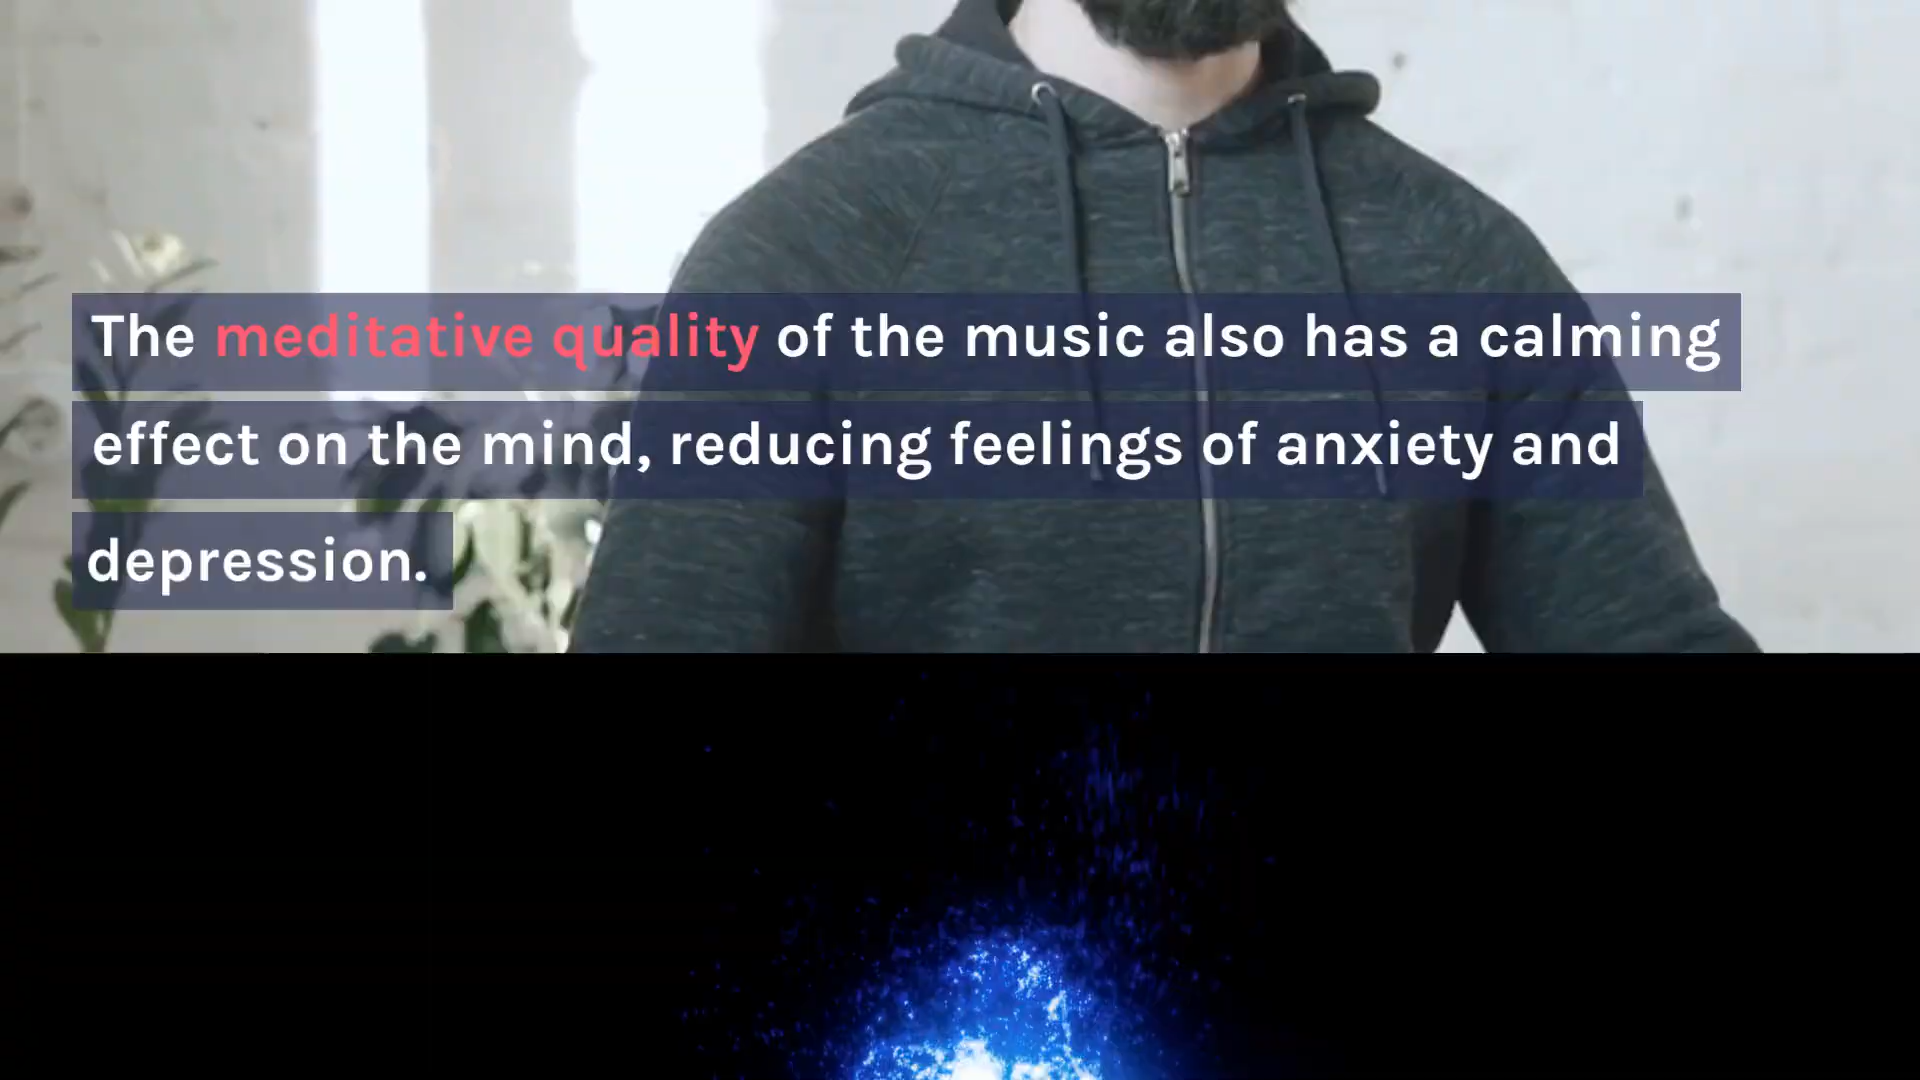 The meditative quality of the music also has a calming
effect on the mind, reducing feelings of anxiety and
depression.